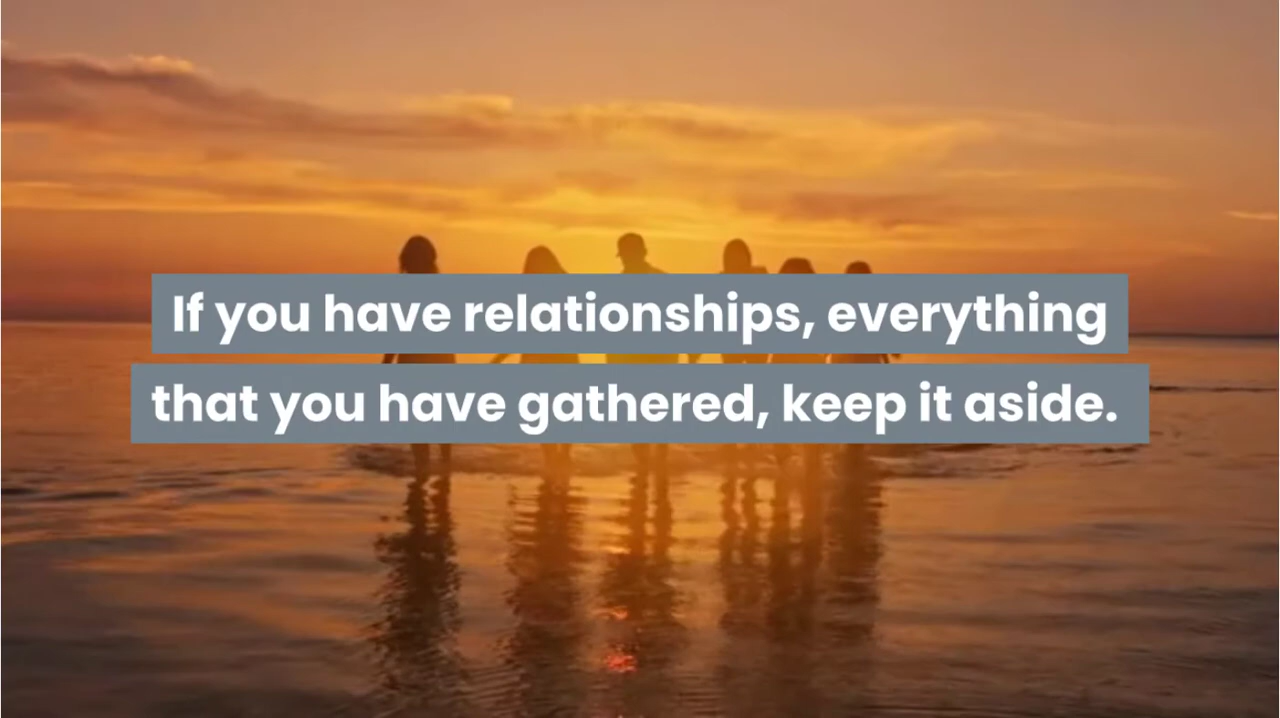 If you have relationships, everything
that you have gathered, keep it aside.